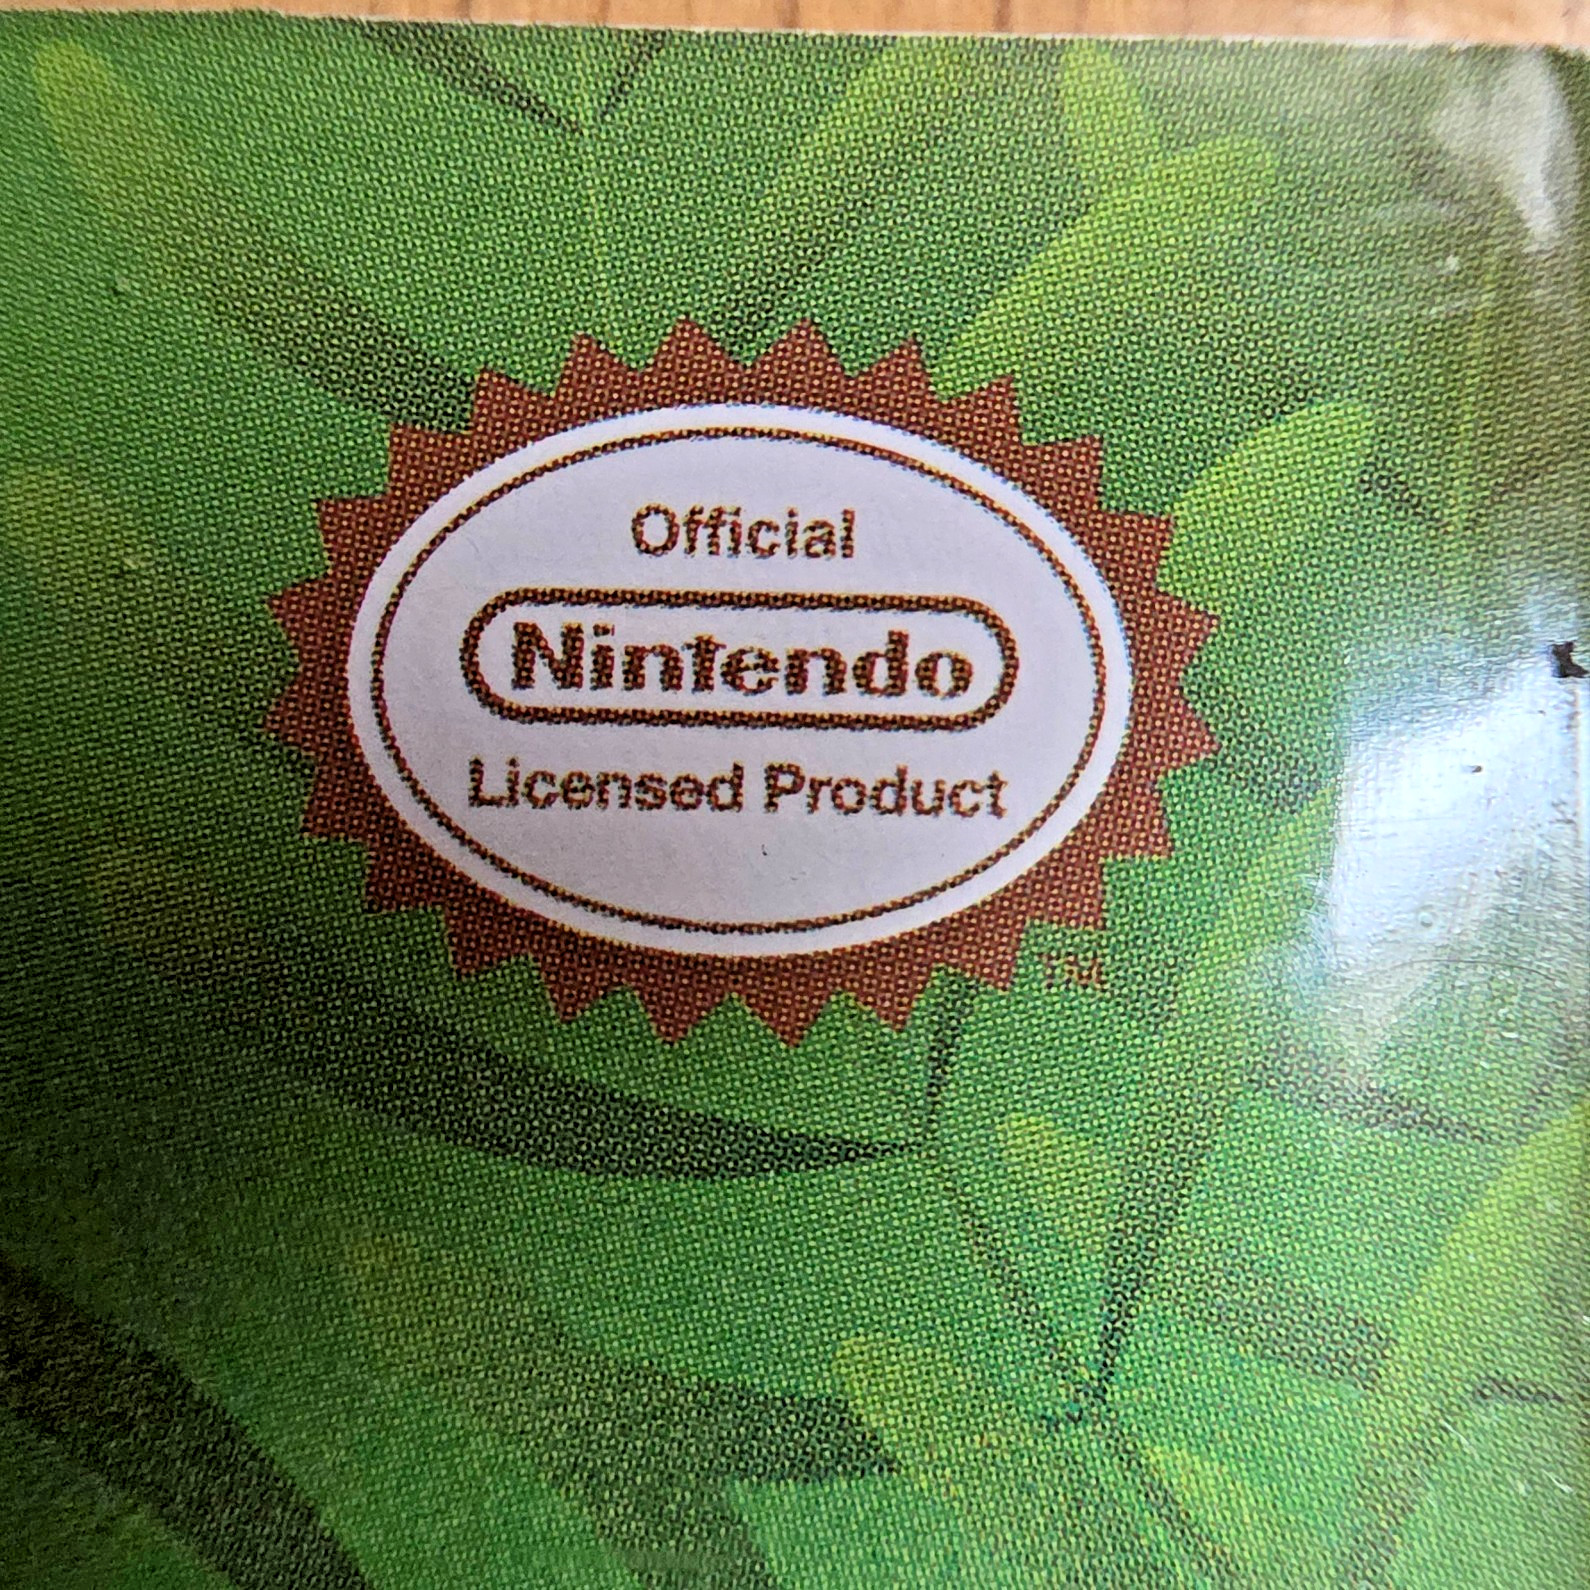 Official
Nintendo
Licensed Product
TM